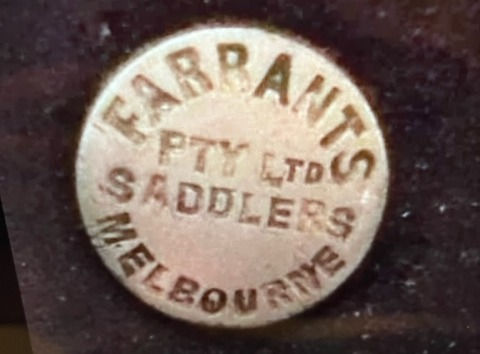 FARRANTS
PTY LTD
SADDLERS
MELBOURNE